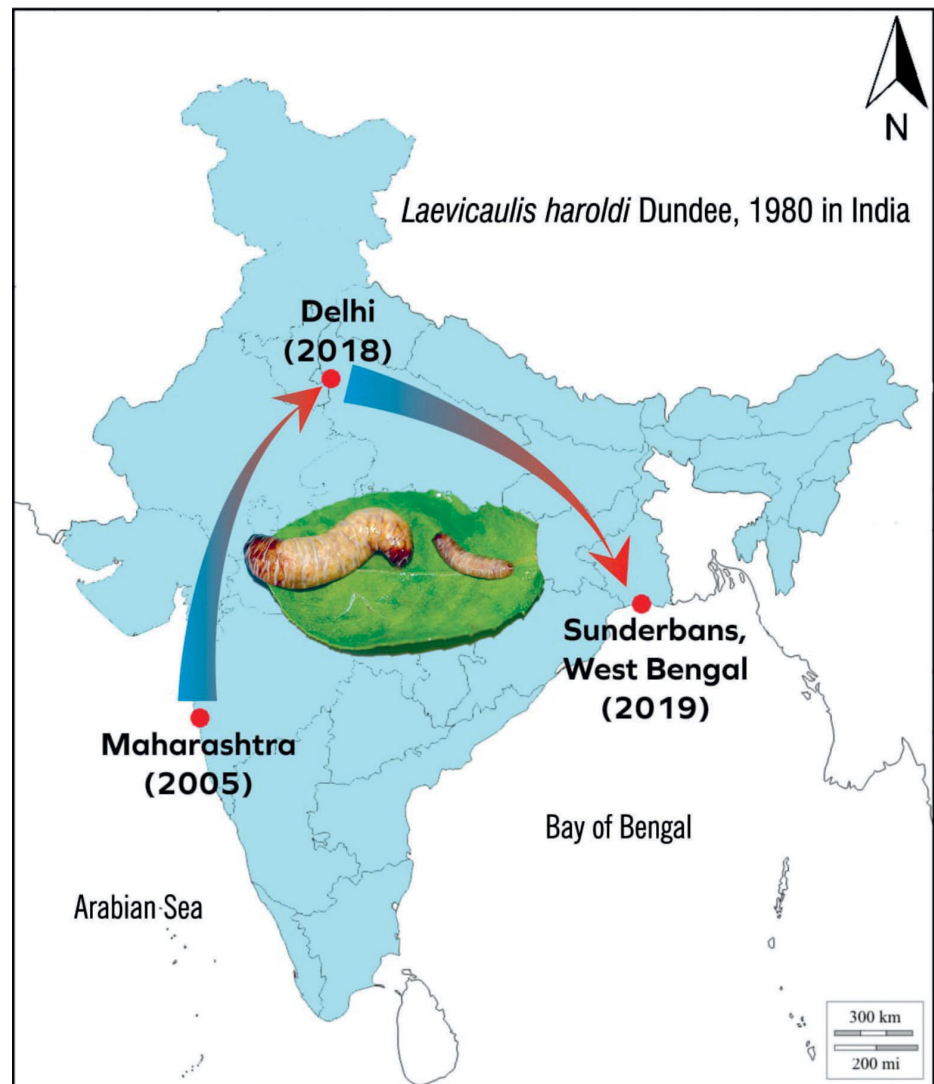 N
Laevicaulis haroldi Dundee, 1980 in India
Delhi
(2018)
Sunderbans,
West Bengal
(2019)
Maharashtra
(2005)
Bay of Bengal
Arabian Sea
300 km
200 mi